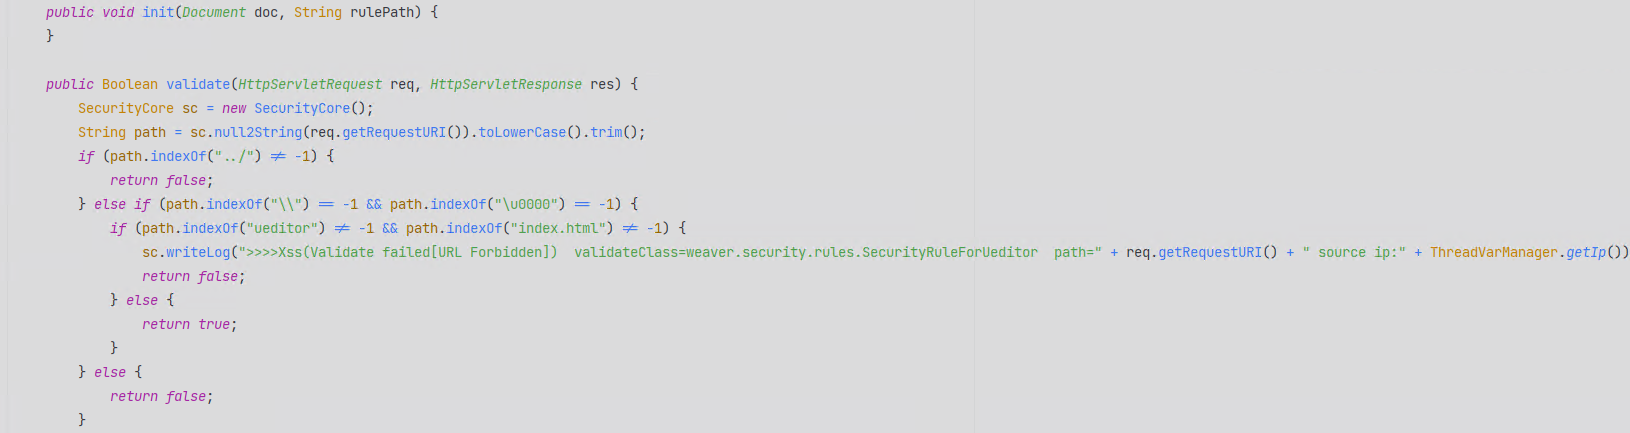 public void init(Document doc, String rulePath) {
}
public Boolean validate(HttpServletRequest req, HttpServletResponse res) {
SecurityCore sc = new SecurityCore();
String path = sc.null2String(req.getRequestURI()).toLowerCase().trim();
if (path.indexOf("../") != -1) {
return false;
} else if (path.indexOf("\\") == -1 && path.indexOf("\u0000") == -1) {
if (path.indexOf("ueditor") != -1 && path.indexOf("index.html") != -1) {
sc.writeLog(">>>>Xss(Validate failed[URL Forbidden])  validateClass=weaver.security.rules.SecurityRuleForUeditor  path=" + req.getRequestURI() + " source ip:" + ThreadVarManager.getIp())
return false;
} else {
return true;
}
} else {
return false;
}